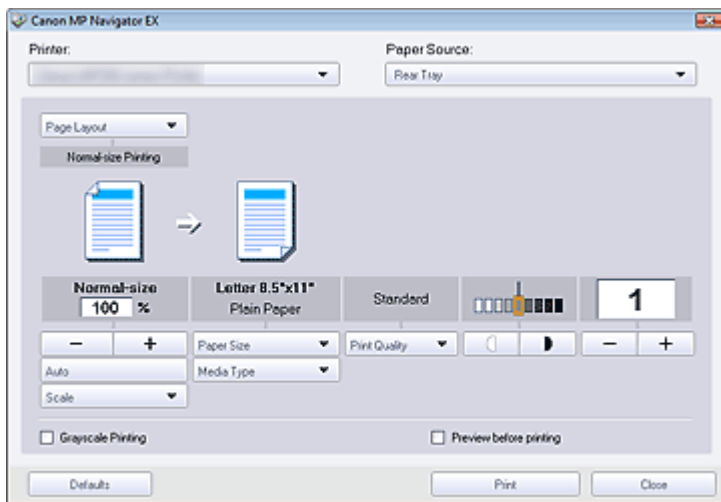 Canon MP Navigator EX
Printer:
Paper Source:
Rear Tray
Page Layout
Normal-size Printing
Normal-size
100 %
Letter 8.5"x11"
Plain Paper
Standard
1
- +
Paper Size
Print Quality
- +
Auto
Media Type
Scale
Grayscale Printing
Preview before printing
Defaults
Print
Close